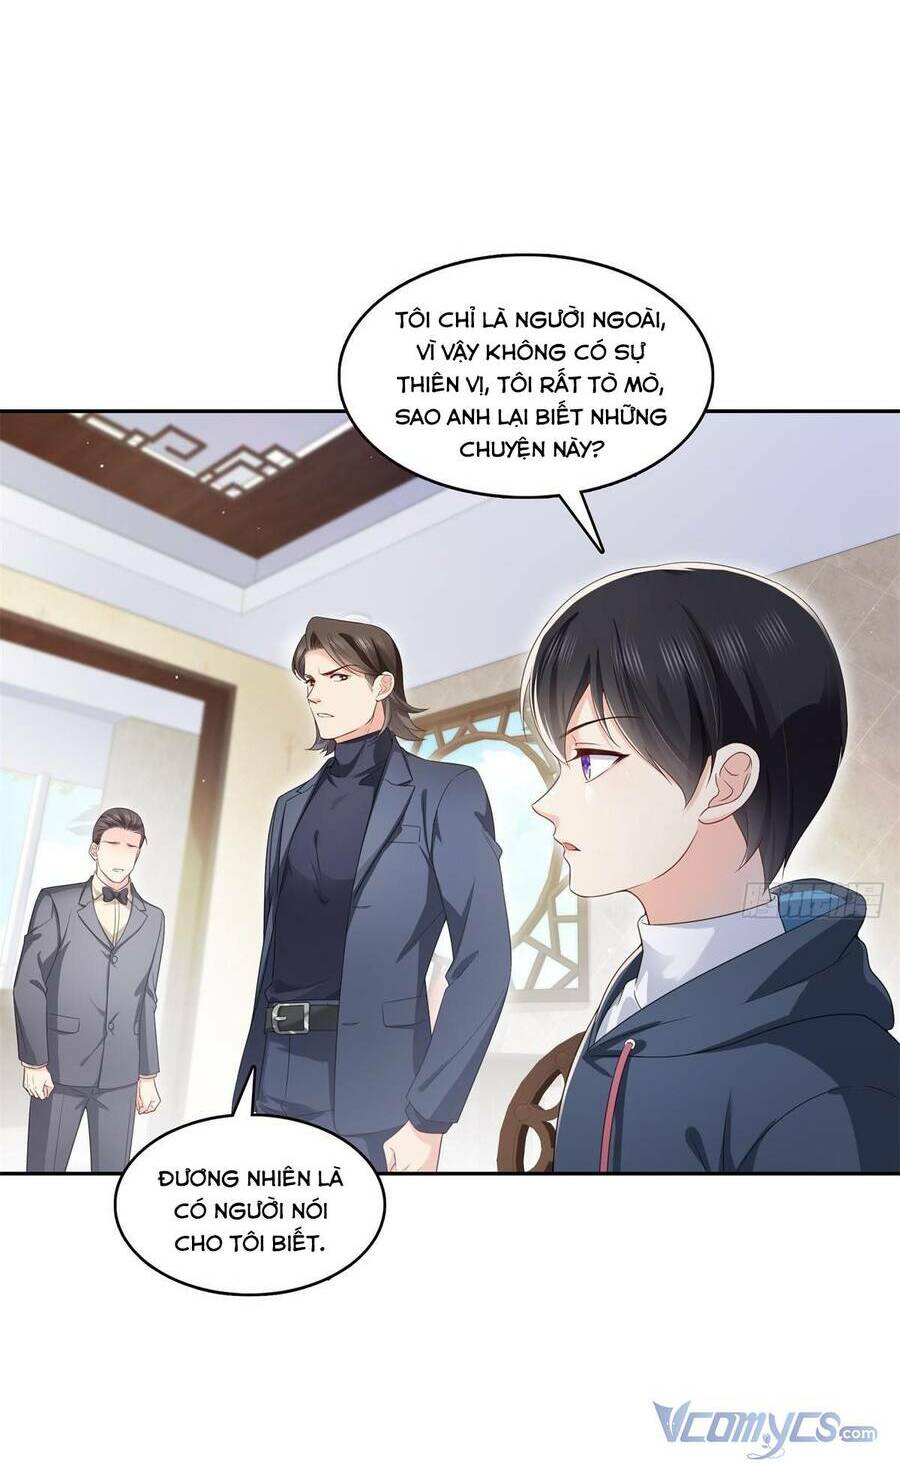 TÔI CHỈ LÀ NGƯỜI NGOÀI,
VÌ VẬY KHÔNG CÓ SỰ
THIÊN VỊ, TÔI RẤT TÒ MÒ,
SAO ANH LẠI BIẾT NHỮNG
CHUYỆN NÀY?
ĐƯƠNG NHIÊN LÀ
CÓ NGƯỜI NÓI
CHO TÔI BIẾT.
VCOMYCS.com